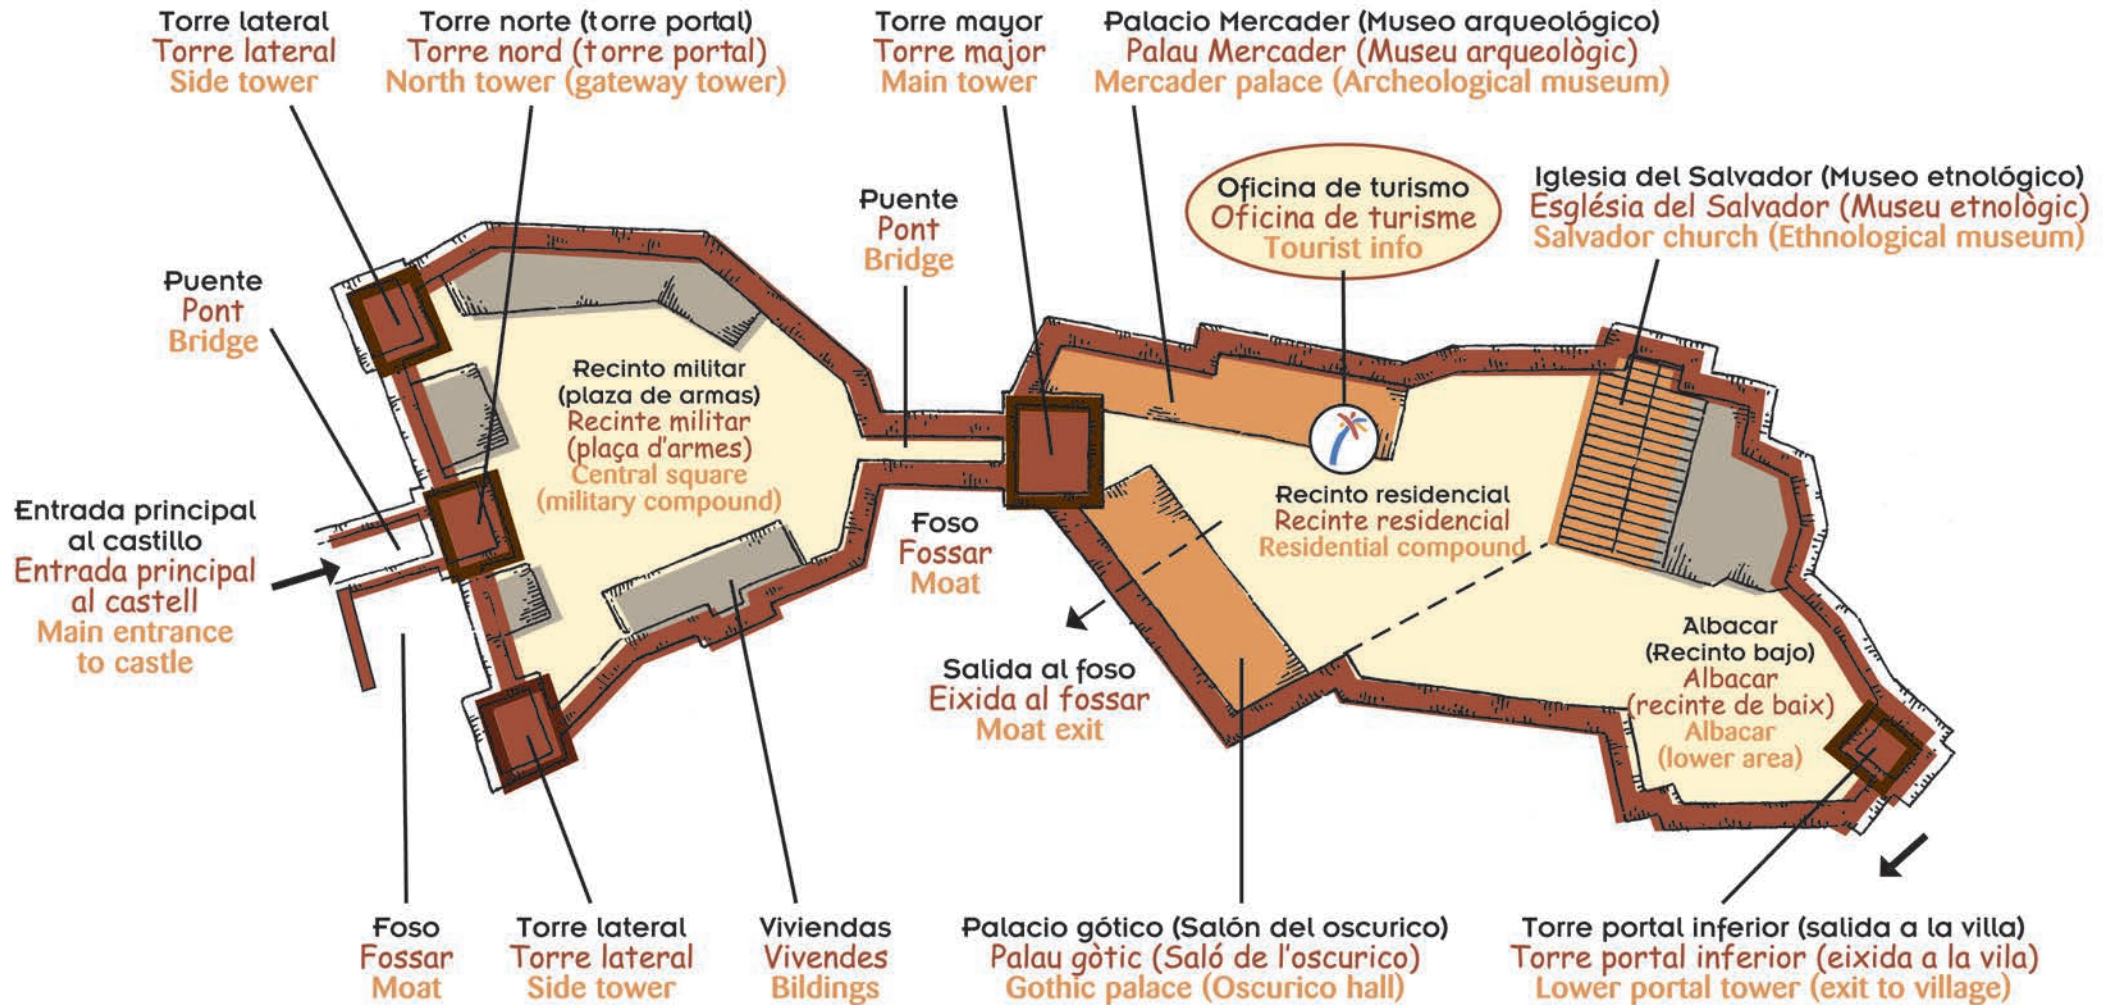 Torre lateral
Torre lateral
Side tower
Torre norte (torre portal)
Torre nord (torre portal)
North tower (gateway tower)
Torre mayor
Torre major
Main tower
Palacio Mercader (Museo arqueológico)
Palau Mercader (Museu arqueològic)
Mercader palace (Archeological museum)
Oficina de turismo
Oficina de turisme
Tourist info
Iglesia del Salvador (Museo etnológico)
Església del Salvador (Museu etnològic)
Salvador church (Ethnological museum)
Puente
Pont
Bridge
Puente
Pont
Bridge
Recinto militar
(plaza de armas)
Recinte militar
(plaça d'armes)
Central square
(military compound)
Entrada principal
al castillo
Entrada principal
al castell
Main entrance
to castle
Foso
Fossar
Moat
Recinto residencial
Recinte residencial
Residential compound
Salida al foso
Eixida al fossar
Moat exit
Albacar
(Recinto bajo)
Albacar
(recinte de baix)
Albacar
(lower area)
Foso
Fossar
Moat
Torre lateral
Torre lateral
Side tower
Viviendas
Vivendes
Bildings
Palacio gótico (Salón del oscurico)
Palau gòtic (Saló de l'oscurico)
Gothic palace (Oscurico hall)
Torre portal inferior (salida a la villa)
Torre portal inferior (eixida a la vila)
Lower portal tower (exit to village)